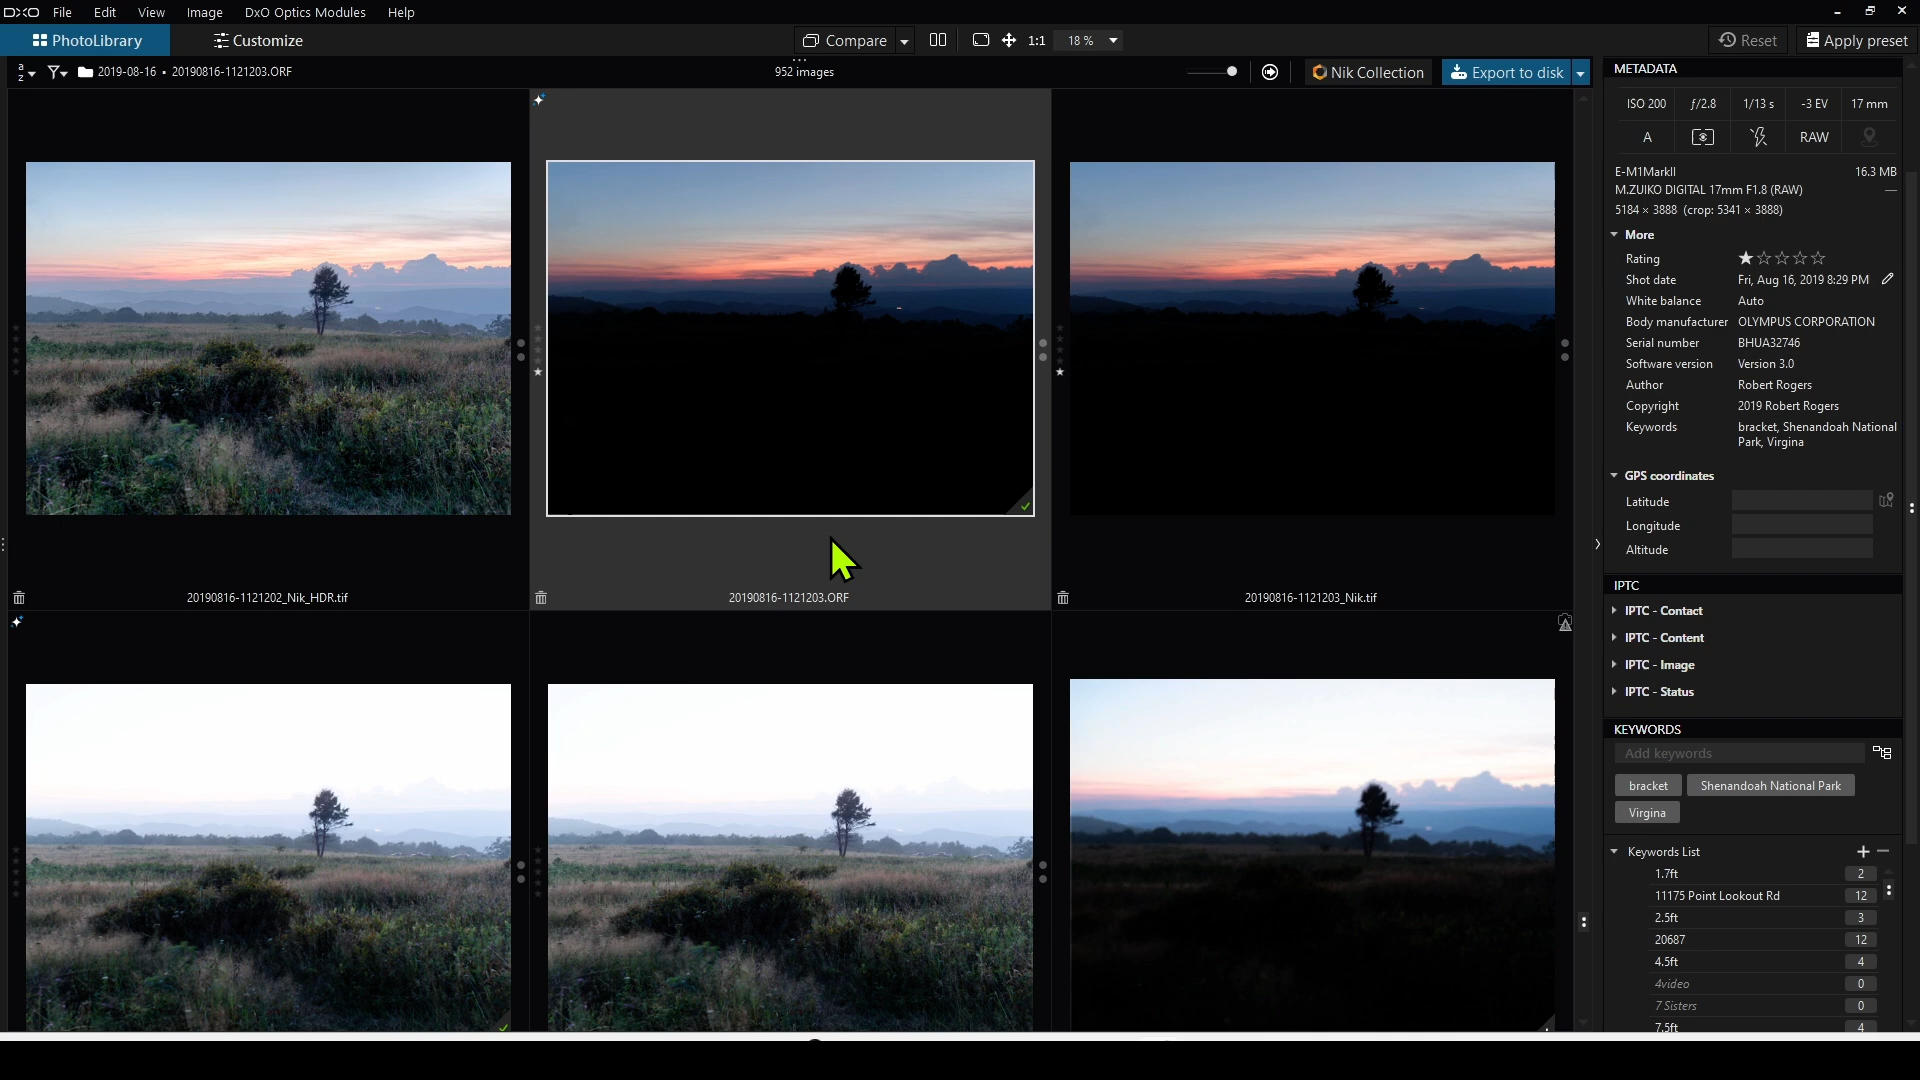 DXO File Edit View Image DxO Optics Modules Help
PhotoLibrary Customize Compare 1:1 18 % Reset Apply preset
a z 2019-08-16 • 20190816-1121203.ORF 952 images Nik Collection Export to disk
METADATA
ISO 200 ƒ/2.8 1/13 s -3 EV 17 mm
A RAW
E-M1MarkII 16.3 MB
M.ZUIKO DIGITAL 17mm F1.8 (RAW) —
5184 × 3888 (crop: 5341 × 3888)
More
Rating
Shot date Fri, Aug 16, 2019 8:29 PM
White balance Auto
Body manufacturer OLYMPUS CORPORATION
Serial number BHUA32746
Software version Version 3.0
Author Robert Rogers
Copyright 2019 Robert Rogers
Keywords bracket, Shenandoah National
Park, Virgina
GPS coordinates
Latitude
Longitude
Altitude
20190816-1121202_Nik_HDR.tif 20190816-1121203.ORF 20190816-1121203_Nik.tif
IPTC
IPTC - Contact
IPTC - Content
IPTC - Image
IPTC - Status
KEYWORDS
Add keywords
bracket Shenandoah National Park
Virgina
Keywords List
1.7ft 2
11175 Point Lookout Rd 12
2.5ft 3
20687 12
4.5ft 4
4video 0
7 Sisters 0
7.5ft 4